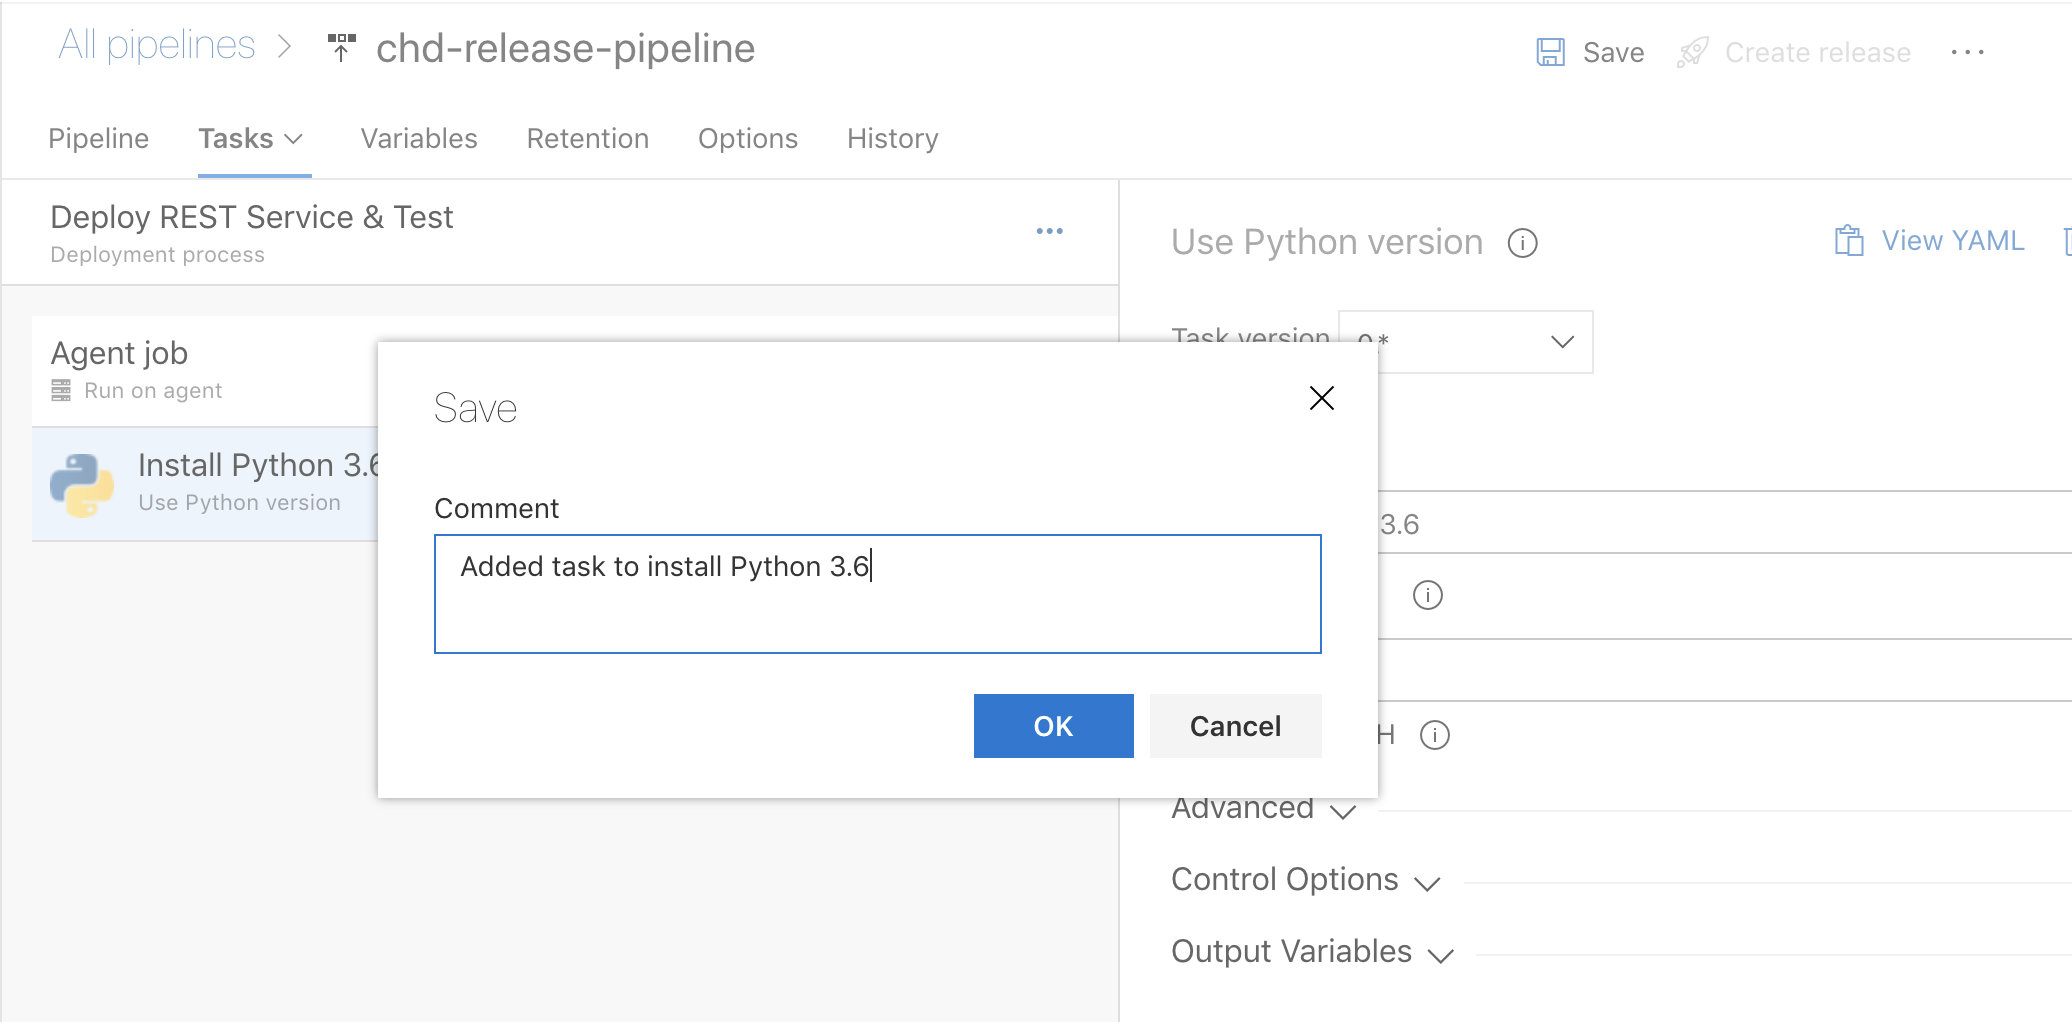 All pipelines > chd-release-pipeline
Save Create release ...
Pipeline Tasks Variables Retention Options History
Deploy REST Service & Test
Deployment process
Use Python version
View YAML
Task version 0.*
Agent job
Run on agent
Install Python 3.6
Use Python version
Save
Comment
Added task to install Python 3.6
OK Cancel
3.6
H
Advanced
Control Options
Output Variables